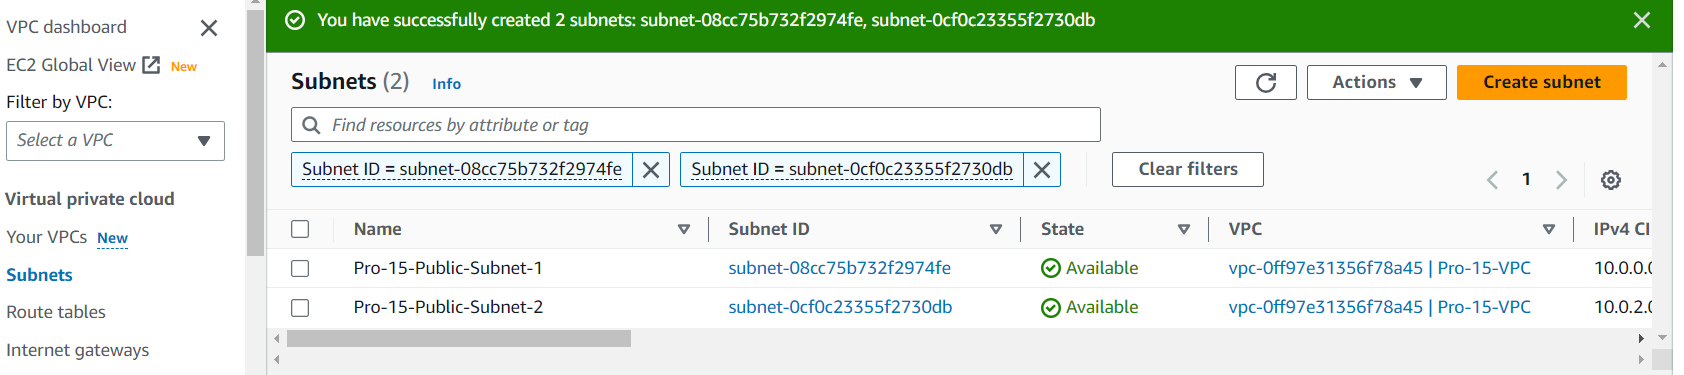 VPC dashboard
EC2 Global View New
Filter by VPC:
Select a VPC
Virtual private cloud
Your VPCs New
Subnets
Route tables
Internet gateways
You have successfully created 2 subnets: subnet-08cc75b732f2974fe, subnet-0cf0c23355f2730db
Subnets (2) Info
Actions
Create subnet
Find resources by attribute or tag
Subnet ID = subnet-08cc75b732f2974fe
Subnet ID = subnet-0cf0c23355f2730db
Clear filters
1
Name Subnet ID State VPC IPv4 CI
Pro-15-Public-Subnet-1 subnet-08cc75b732f2974fe Available vpc-0ff97e31356f78a45 | Pro-15-VPC 10.0.0.0
Pro-15-Public-Subnet-2 subnet-0cf0c23355f2730db Available vpc-0ff97e31356f78a45 | Pro-15-VPC 10.0.2.0